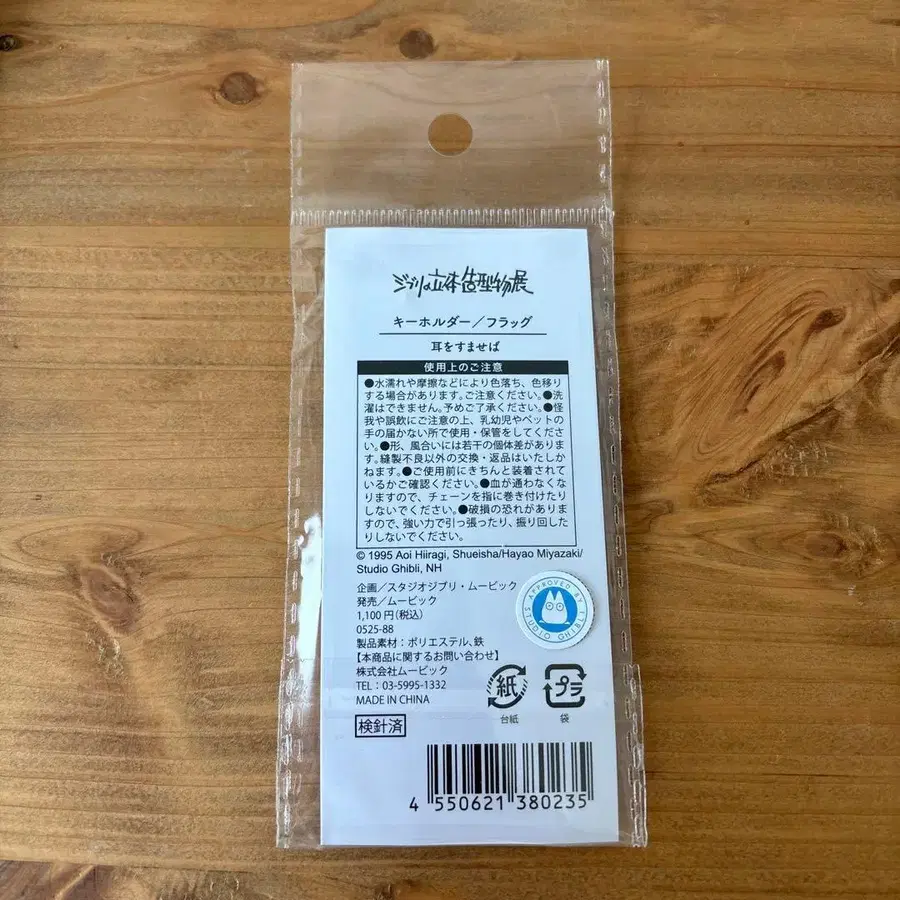 ジブリの立体造型物展
キーホルダー／フラッグ
耳をすませば
使用上のご注意
●水濡れや摩擦などにより色落ち、色移り
する場合があります。ご注意ください。●洗
濯はできません。予めご了承ください。●怪
我や誤飲にご注意の上、乳幼児やペットの
手の届かない所で使用・保管をしてくださ
い。●形、風合いには若干の個体差がありま
す。縫製不良以外の交換・返品はいたしか
ねます。●ご使用前にきちんと装着されて
いるかご確認ください。●血が通わなくな
りますので、チェーンを指に巻き付けたり
しないでください。●破損の恐れがありま
すので、強い力で引っ張ったり、振り回した
りしないでください。
© 1995 Aoi Hiiragi, Shueisha/Hayao Miyazaki/
Studio Ghibli, NH
企画／スタジオジブリ・ムービック
発売／ムービック
1,100円(税込)
0525-88
製品素材：ポリエステル、鉄
【本商品に関するお問い合わせ】
株式会社ムービック
TEL：03-5995-1332
MADE IN CHINA
検針済
APPROVED BY
STUDIO GHIBLI
紙
台紙
プラ
袋
4 550621 380235